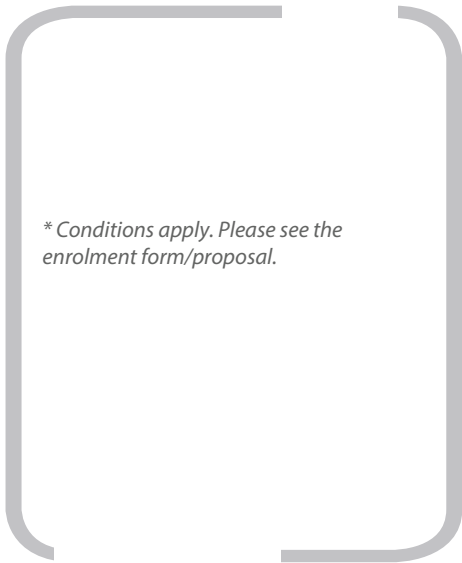 * Conditions apply. Please see the
enrolment form/proposal.